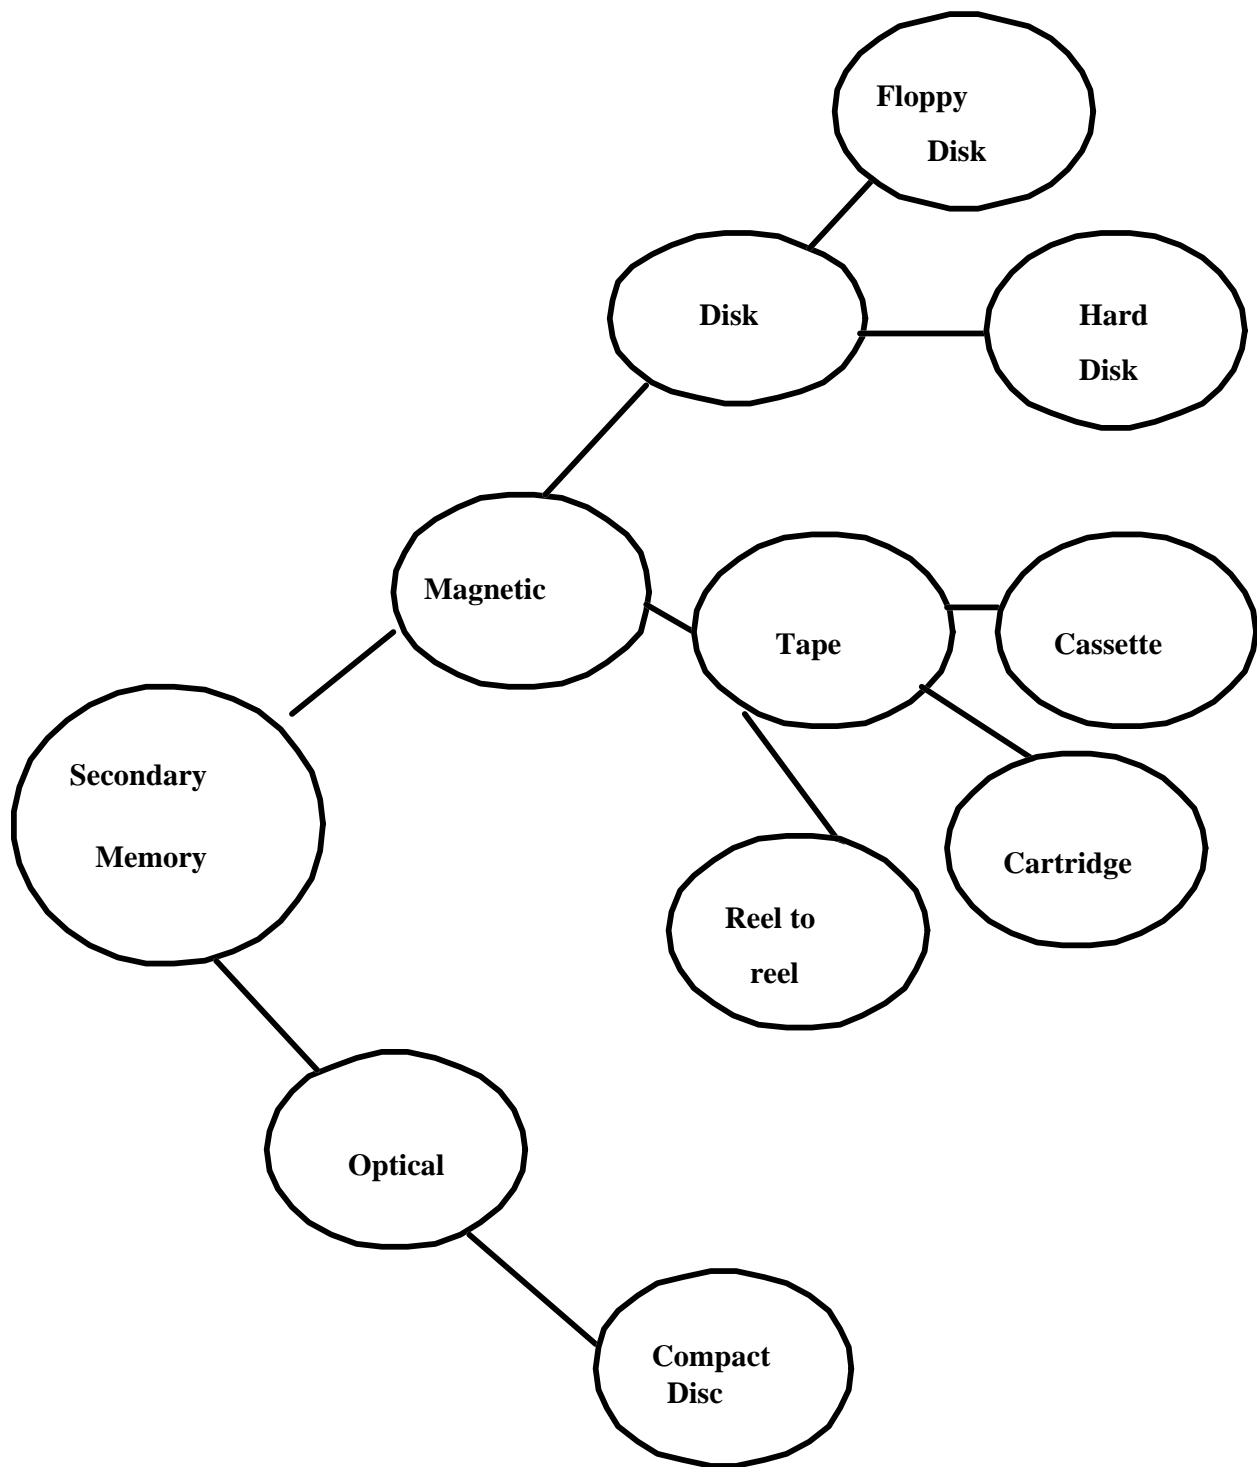 Floppy
Disk
Disk
Hard
Disk
Magnetic
Tape
Cassette
Secondary
Memory
Cartridge
Reel to
reel
Optical
Compact
Disc